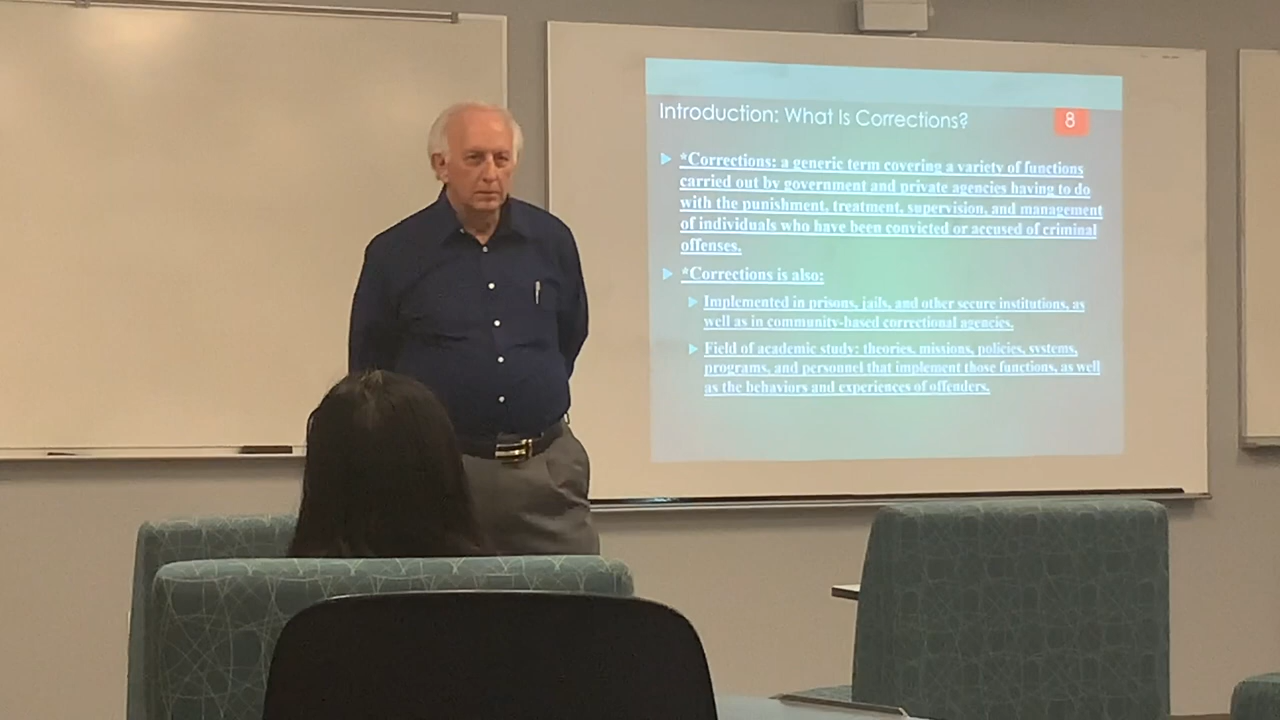 Introduction: What Is Corrections?
8
*Corrections: a generic term covering a variety of functions
carried out by government and private agencies having to do
with the punishment, treatment, supervision, and management
of individuals who have been convicted or accused of criminal
offenses.
*Corrections is also:
Implemented in prisons, jails, and other secure institutions, as
well as in community-based correctional agencies.
Field of academic study: theories, missions, policies, systems,
programs, and personnel that implement those functions, as well
as the behaviors and experiences of offenders.